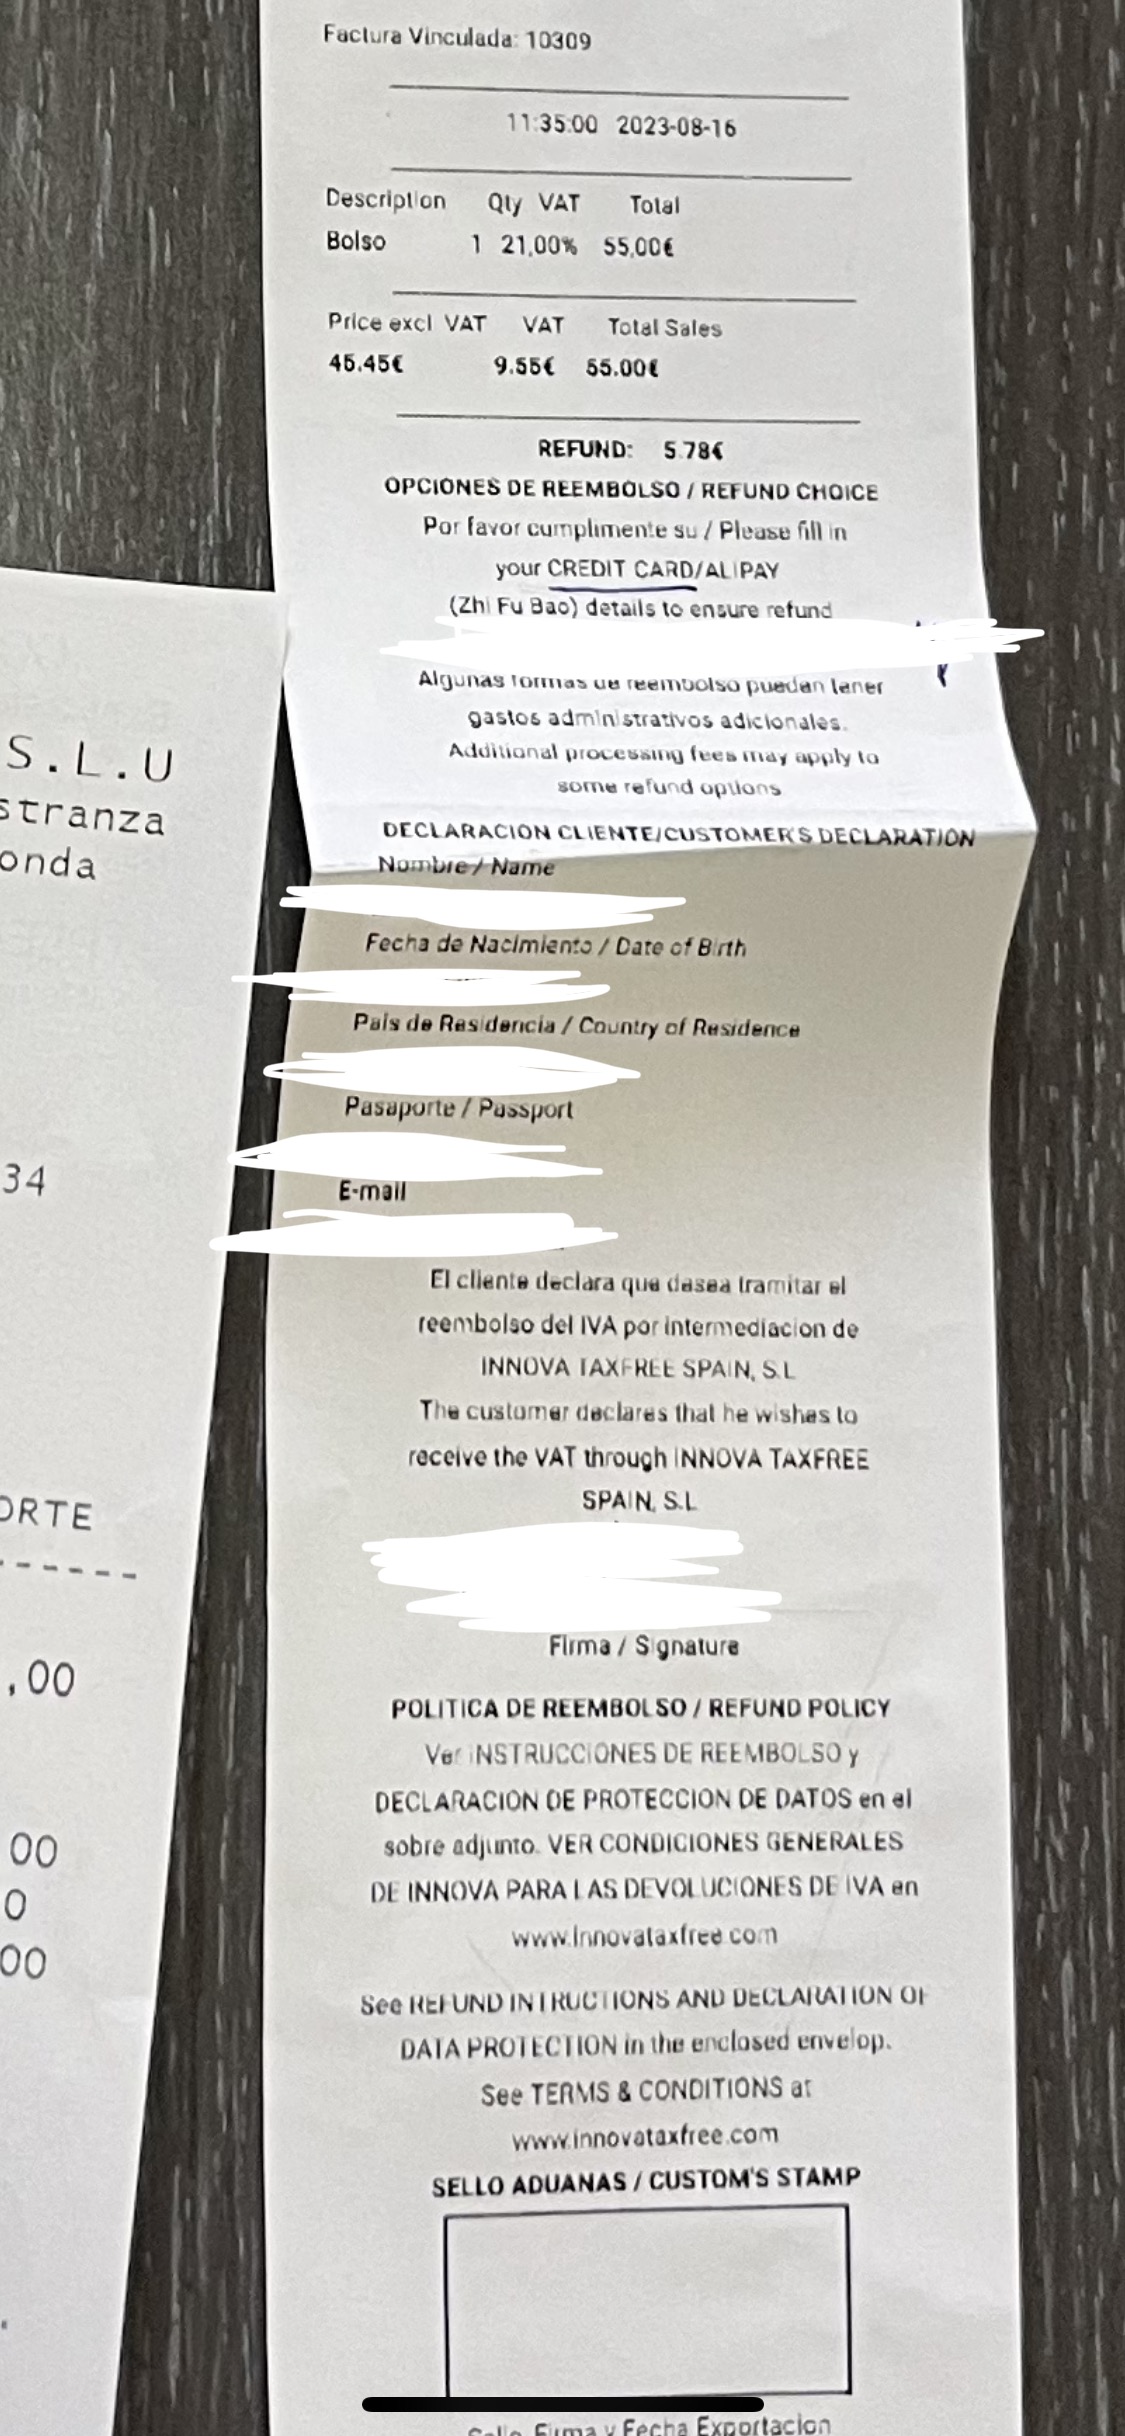 Factura Vinculada: 10309
11:35:00 2023-08-16
Description Qty VAT Total
Bolso 1 21,00% 55,00€
Price excl VAT VAT Total Sales
45.45€ 9.55€ 55.00€
REFUND: 5.78€
OPCIONES DE REEMBOLSO / REFUND CHOICE
Por favor cumplimente su / Please fill in
your CREDIT CARD/ALIPAY
(Zhi Fu Bao) details to ensure refund
Algunas formas de reembolso puedan tener
gastos administrativos adicionales.
Additional processing fees may apply to
some refund options
DECLARACION CLIENTE/CUSTOMER'S DECLARATION
Nombre / Name
Fecha de Nacimiento / Date of Birth
Pais de Residencia / Country of Residence
Pasaporte / Passport
E-mail
El cliente declara que desea tramitar el
reembolso del IVA por intermediacion de
INNOVA TAXFREE SPAIN, S.L
The customer declares that he wishes to
receive the VAT through INNOVA TAXFREE
SPAIN, S.L
Firma / Signature
POLITICA DE REEMBOLSO / REFUND POLICY
Ver INSTRUCCIONES DE REEMBOLSO y
DECLARACION DE PROTECCION DE DATOS en el
sobre adjunto. VER CONDICIONES GENERALES
DE INNOVA PARA LAS DEVOLUCIONES DE IVA en
www.innovataxfree.com
See REFUND INTRUCTIONS AND DECLARATION OF
DATA PROTECTION in the enclosed envelop.
See TERMS & CONDITIONS at
www.innovataxfree.com
SELLO ADUANAS / CUSTOM'S STAMP
Sello, Firma y Fecha Exportacion
S.L.U
stranza
onda
34
ORTE
-----
,00
00
0
00